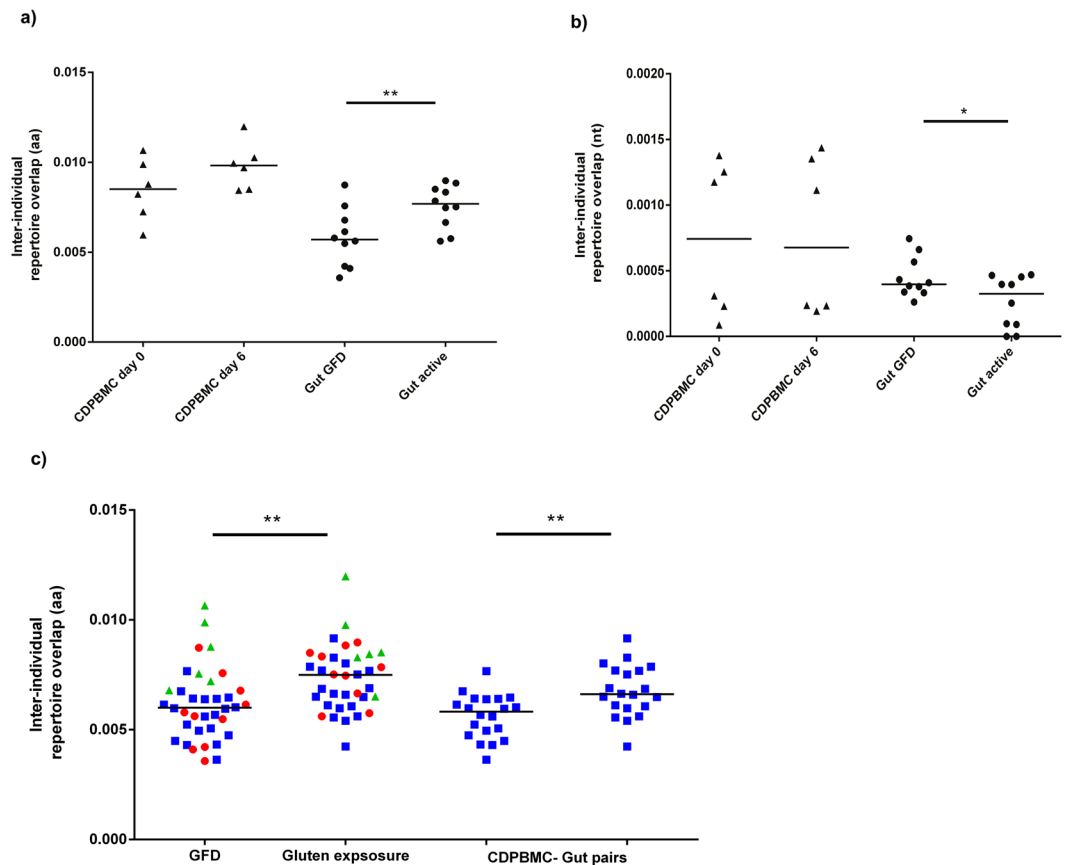 a)
Inter-individual
repertoire overlap (aa)
0.015
0.010
0.005
0.000
**
CDPBMC day 0
CDPBMC day 6
Gut GFD
Gut active
b)
Inter-individual
repertoire overlap (nt)
0.0020
0.0015
0.0010
0.0005
0.0000
*
CDPBMC day 0
CDPBMC day 6
Gut GFD
Gut active
c)
Inter-individual
repertoire overlap (aa)
0.015
0.010
0.005
0.000
**
**
GFD
Gluten expsosure
CDPBMC- Gut pairs